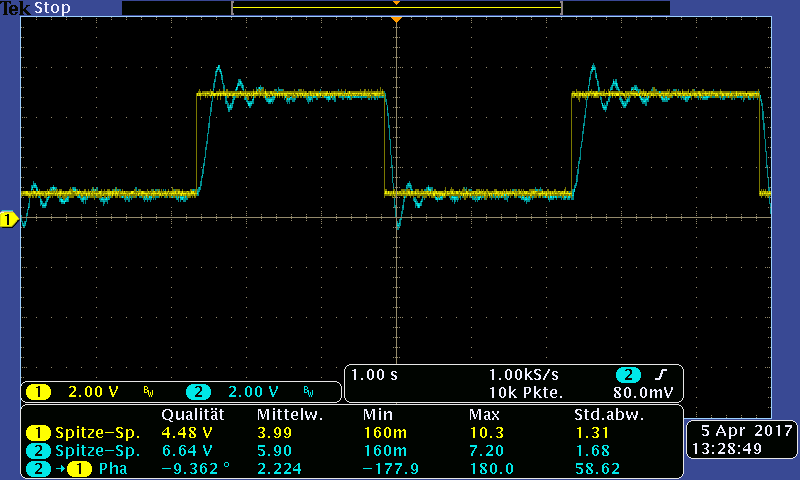 Tek Stop
1
1 2.00 V BW 2 2.00 V BW
1.00 s 1.00kS/s 2
10k Pkte. 80.0mV
Qualität Mittelw. Min Max Std.abw.
1 Spitze-Sp. 4.48 V 3.99 160m 10.3 1.31
2 Spitze-Sp. 6.64 V 5.90 160m 7.20 1.68
2 → 1 Pha -9.362 ° 2.224 -177.9 180.0 58.62
5 Apr 2017
13:28:49